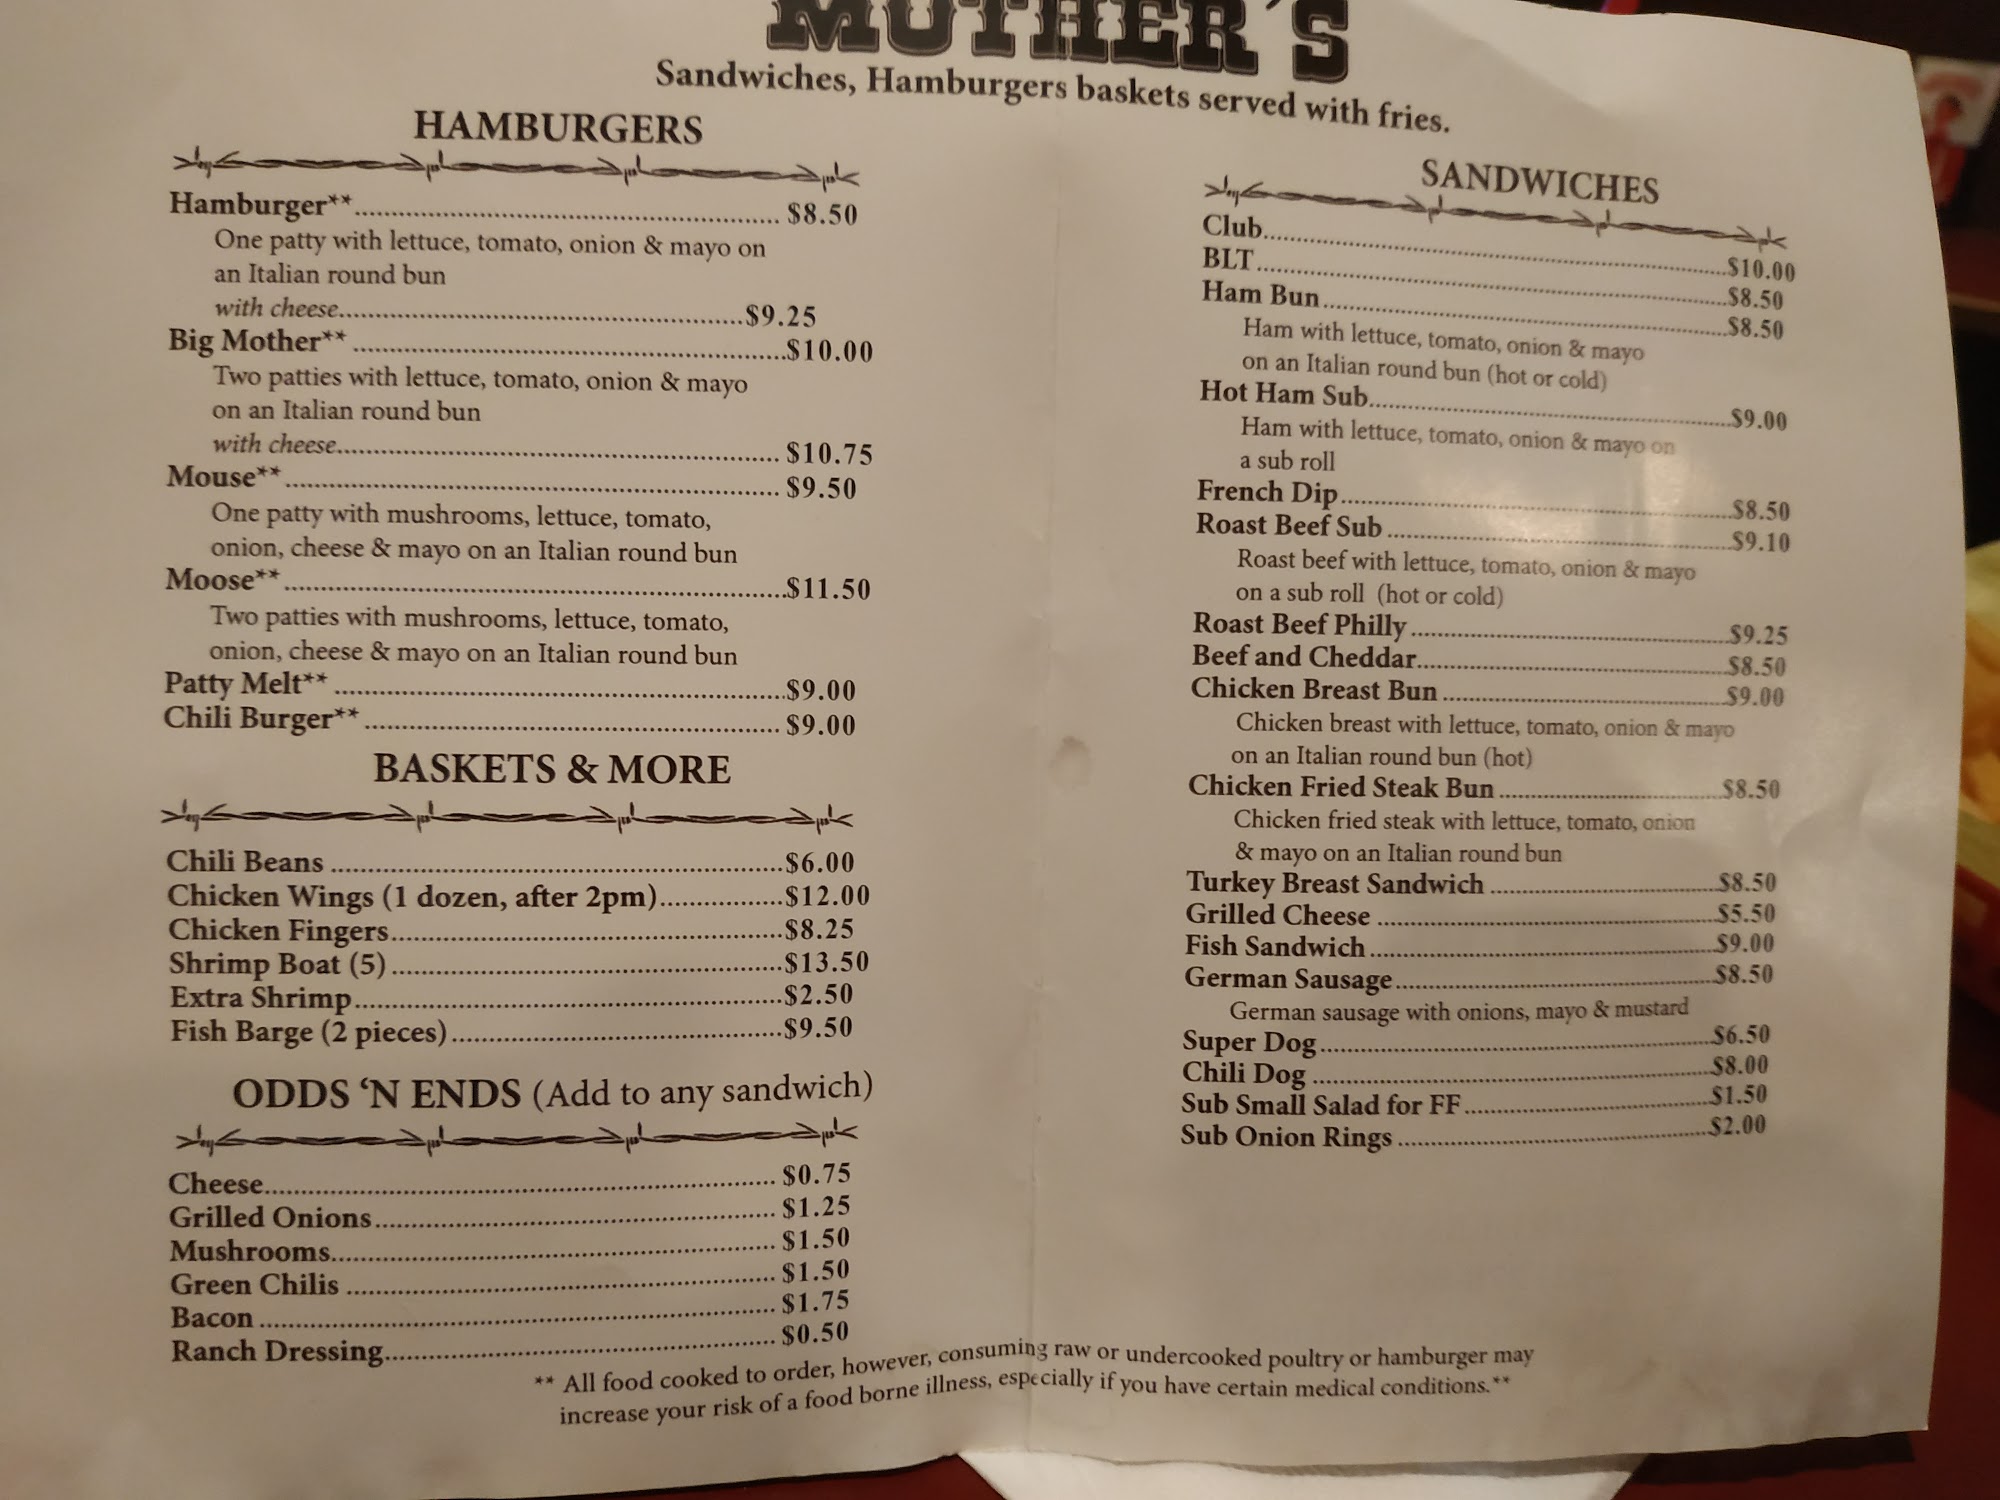 MOTHER'S
Sandwiches, Hamburgers baskets served with fries.
HAMBURGERS
Hamburger**.......... $8.50
One patty with lettuce, tomato, onion & mayo on
an Italian round bun
with cheese..........$9.25
Big Mother**..........$10.00
Two patties with lettuce, tomato, onion & mayo
on an Italian round bun
with cheese.......... $10.75
Mouse**.......... $9.50
One patty with mushrooms, lettuce, tomato,
onion, cheese & mayo on an Italian round bun
Moose**..........$11.50
Two patties with mushrooms, lettuce, tomato,
onion, cheese & mayo on an Italian round bun
Patty Melt**..........$9.00
Chili Burger**.......... $9.00
BASKETS & MORE
Chili Beans..........$6.00
Chicken Wings (1 dozen, after 2pm)..........$12.00
Chicken Fingers..........$8.25
Shrimp Boat (5)..........$13.50
Extra Shrimp..........$2.50
Fish Barge (2 pieces)..........$9.50
ODDS 'N ENDS (Add to any sandwich)
Cheese.......... $0.75
Grilled Onions.......... $1.25
Mushrooms.......... $1.50
Green Chilis.......... $1.50
Bacon.......... $1.75
Ranch Dressing.......... $0.50
SANDWICHES
Club..........$10.00
BLT..........$8.50
Ham Bun..........$8.50
Ham with lettuce, tomato, onion & mayo
on an Italian round bun (hot or cold)
Hot Ham Sub..........$9.00
Ham with lettuce, tomato, onion & mayo on
a sub roll
French Dip..........$8.50
Roast Beef Sub..........$9.10
Roast beef with lettuce, tomato, onion & mayo
on a sub roll (hot or cold)
Roast Beef Philly..........$9.25
Beef and Cheddar..........$8.50
Chicken Breast Bun..........$9.00
Chicken breast with lettuce, tomato, onion & mayo
on an Italian round bun (hot)
Chicken Fried Steak Bun..........$8.50
Chicken fried steak with lettuce, tomato, onion
& mayo on an Italian round bun
Turkey Breast Sandwich..........$8.50
Grilled Cheese..........$5.50
Fish Sandwich..........$9.00
German Sausage..........$8.50
German sausage with onions, mayo & mustard
Super Dog..........$6.50
Chili Dog..........$8.00
Sub Small Salad for FF..........$1.50
Sub Onion Rings..........$2.00
** All food cooked to order, however, consuming raw or undercooked poultry or hamburger may
increase your risk of a food borne illness, especially if you have certain medical conditions.**